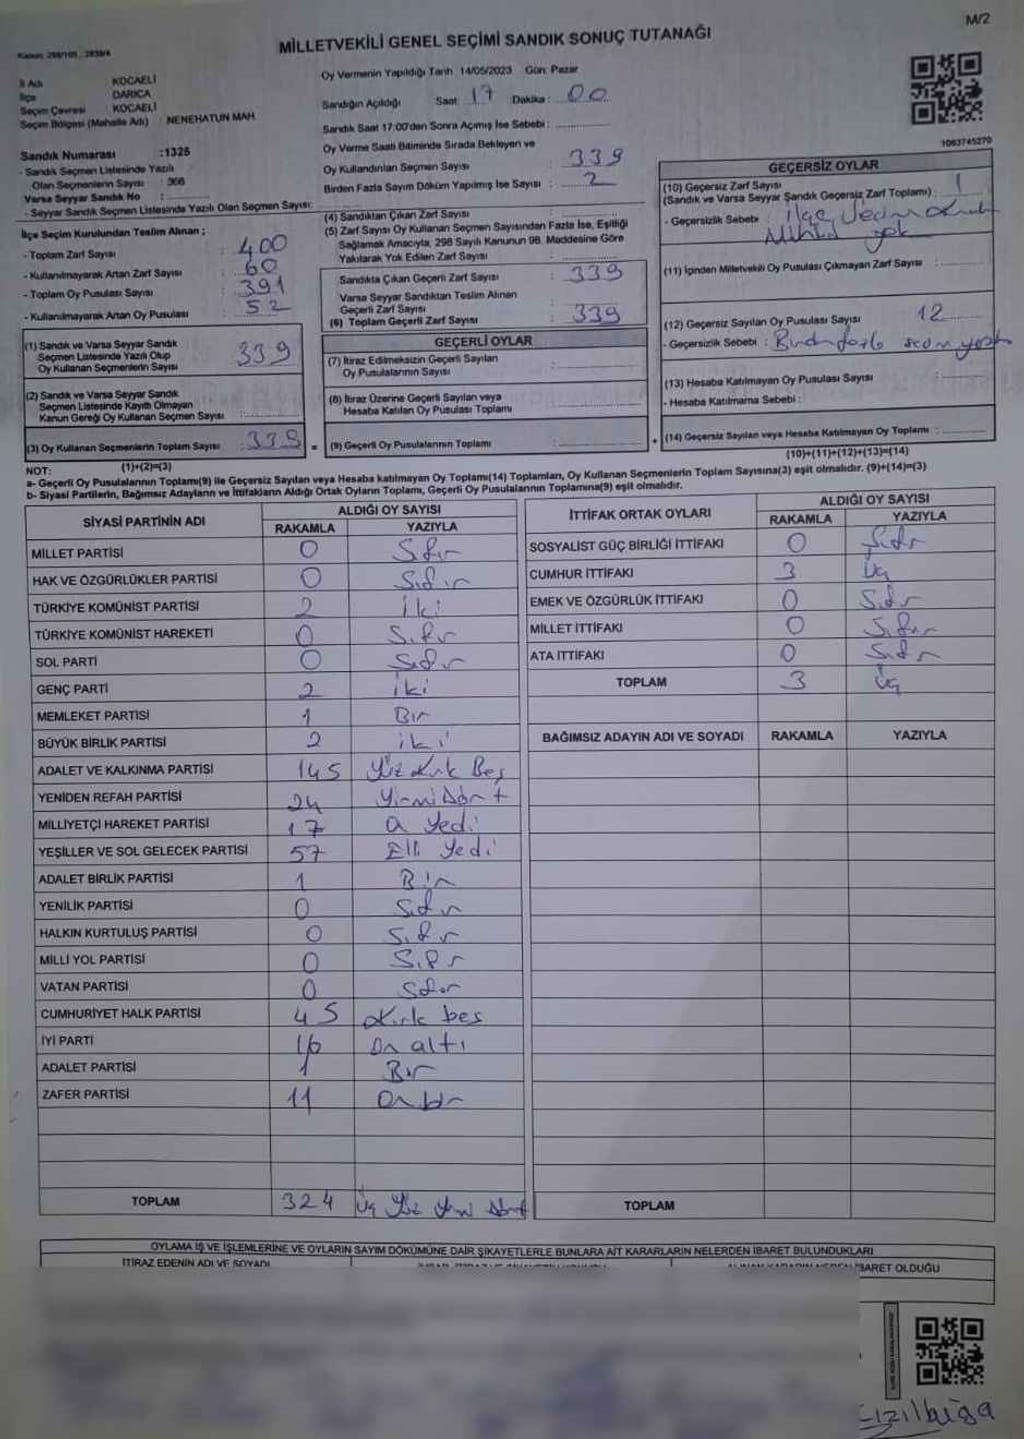 M/2
MİLLETVEKİLİ GENEL SEÇİMİ SANDIK SONUÇ TUTANAĞI
İl Adı KOCAELİ
İlçe DARICA
Seçim Çevresi : KOCAELİ
Seçim Bölgesi (Mahalle Adı) NENEHATUN MAH.
Sandık Numarası :1325
- Sandık Seçmen Listesinde Yazılı
Olan Seçmenlerin Sayısı : 366
Varsa Seyyar Sandık No :
- Seyyar Sandık Seçmen Listesinde Yazılı Olan Seçmen Sayısı:
İlçe Seçim Kurulundan Teslim Alınan ;
- Toplam Zarf Sayısı : 400
- Kullanılmayarak Artan Zarf Sayısı : 60
- Toplam Oy Pusulası Sayısı : 391
- Kullanılmayarak Artan Oy Pusulası : 52
(1) Sandık ve Varsa Seyyar Sandık
Seçmen Listesinde Yazılı Olup
Oy Kullanan Seçmenlerin Sayısı 339
(2) Sandık ve Varsa Seyyar Sandık
Seçmen Listesinde Kayıtlı Olmayan
Kanun Gereği Oy Kullanan Seçmen Sayısı :
(3) Oy Kullanan Seçmenlerin Toplam Sayısı : 339 =
Oy Vermenin Yapıldığı Tarih 14/05/2023 Gün: Pazar
Sandığın Açıldığı Saat: 17 Dakika : 00
Sandık Saat 17:00'den Sonra Açımış İse Sebebi :
Oy Verme Saati Bitiminde Sırada Bekleyen ve
Oy Kullandırılan Seçmen Sayısı : 339
Birden Fazla Sayım Döküm Yapılmış İse Sayısı : 2
(4) Sandıktan Çıkan Zarf Sayısı :
(5) Zarf Sayısı Oy Kullanan Seçmen Sayısından Fazla İse, Eşitliği
Sağlamak Amacıyla, 298 Sayılı Kanunun 98. Maddesine Göre
Yakılarak Yok Edilen Zarf Sayısı :
Sandıkta Çıkan Geçerli Zarf Sayısı : 339
Varsa Seyyar Sandıktan Teslim Alınan
Geçerli Zarf Sayısı :
(6) Toplam Geçerli Zarf Sayısı : 339
GEÇERLİ OYLAR
(7) İtiraz Edilmeksizin Geçerli Sayılan
Oy Pusulalarının Sayısı :
(8) İtiraz Üzerine Geçerli Sayılan veya
Hesaba Katılan Oy Pusulası Toplamı :
(9) Geçerli Oy Pusulalarının Toplamı : +
1063745270
GEÇERSİZ OYLAR
(10) Geçersiz Zarf Sayısı
(Sandık ve Varsa Seyyar Sandık Geçersiz Zarf Toplamı) : 1
- Geçersizlik Sebebi : İlçe Seçim
yok
(11) İçinden Milletvekili Oy Pusulası Çıkmayan Zarf Sayısı :
(12) Geçersiz Sayılan Oy Pusulası Sayısı : 12
- Geçersizlik Sebebi : Birden fazla
(13) Hesaba Katılmayan Oy Pusulası Sayısı :
- Hesaba Katılmama Sebebi :
(14) Geçersiz Sayılan veya Hesaba Katılmayan Oy Toplamı :
(10)+(11)+(12)+(13)=(14)
NOT: (1)+(2)=(3)
a- Geçerli Oy Pusulalarının Toplamı(9) ile Geçersiz Sayılan veya Hesaba katılmayan Oy Toplamı(14) Toplamları, Oy Kullanan Seçmenlerin Toplam Sayısına(3) eşit olmalıdır. (9)+(14)=(3)
b- Siyasi Partilerin, Bağımsız Adayların ve İttifakların Aldığı Ortak Oyların Toplamı, Geçerli Oy Pusulalarının Toplamına(9) eşit olmalıdır.
SİYASİ PARTİNİN ADI ALDIĞI OY SAYISI
RAKAMLA YAZIYLA
MİLLET PARTİSİ 0 Sıfır
HAK VE ÖZGÜRLÜKLER PARTİSİ 0 Sıfır
TÜRKİYE KOMÜNİST PARTİSİ 2 iki
TÜRKİYE KOMÜNİST HAREKETİ 0 Sıfır
SOL PARTİ 0 Sıfır
GENÇ PARTİ 2 iki
MEMLEKET PARTİSİ 1 Bir
BÜYÜK BİRLİK PARTİSİ 2 iki
ADALET VE KALKINMA PARTİSİ 145 Yüz Kırk Beş
YENİDEN REFAH PARTİSİ 24 Yirmi Dört
MİLLİYETÇİ HAREKET PARTİSİ 17 On Yedi
YEŞİLLER VE SOL GELECEK PARTİSİ 57 Elli Yedi
ADALET BİRLİK PARTİSİ 1 Bir
YENİLİK PARTİSİ 0 Sıfır
HALKIN KURTULUŞ PARTİSİ 0 Sıfır
MİLLİ YOL PARTİSİ 0 Sıfır
VATAN PARTİSİ 0 Sıfır
CUMHURİYET HALK PARTİSİ 45 Kırk beş
İYİ PARTİ 16 On altı
ADALET PARTİSİ 1 Bir
ZAFER PARTİSİ 11 On bir
TOPLAM 324 Üç Yüz Yirmi Dört
İTTİFAK ORTAK OYLARI ALDIĞI OY SAYISI
RAKAMLA YAZIYLA
SOSYALİST GÜÇ BİRLİĞİ İTTİFAKI 0 Sıfır
CUMHUR İTTİFAKI 3 Üç
EMEK VE ÖZGÜRLÜK İTTİFAKI 0 Sıfır
MİLLET İTTİFAKI 0 Sıfır
ATA İTTİFAKI 0 Sıfır
TOPLAM 3 Üç
BAĞIMSIZ ADAYIN ADI VE SOYADI RAKAMLA YAZIYLA
TOPLAM
OYLAMA İŞ VE İŞLEMLERİNE VE OYLARIN SAYIM DÖKÜMÜNE DAİR ŞİKAYETLERLE BUNLARA AİT KARARLARIN NELERDEN İBARET BULUNDUKLARI
İTİRAZ EDENİN ADI VE SOYADI
İBARET OLDUĞU